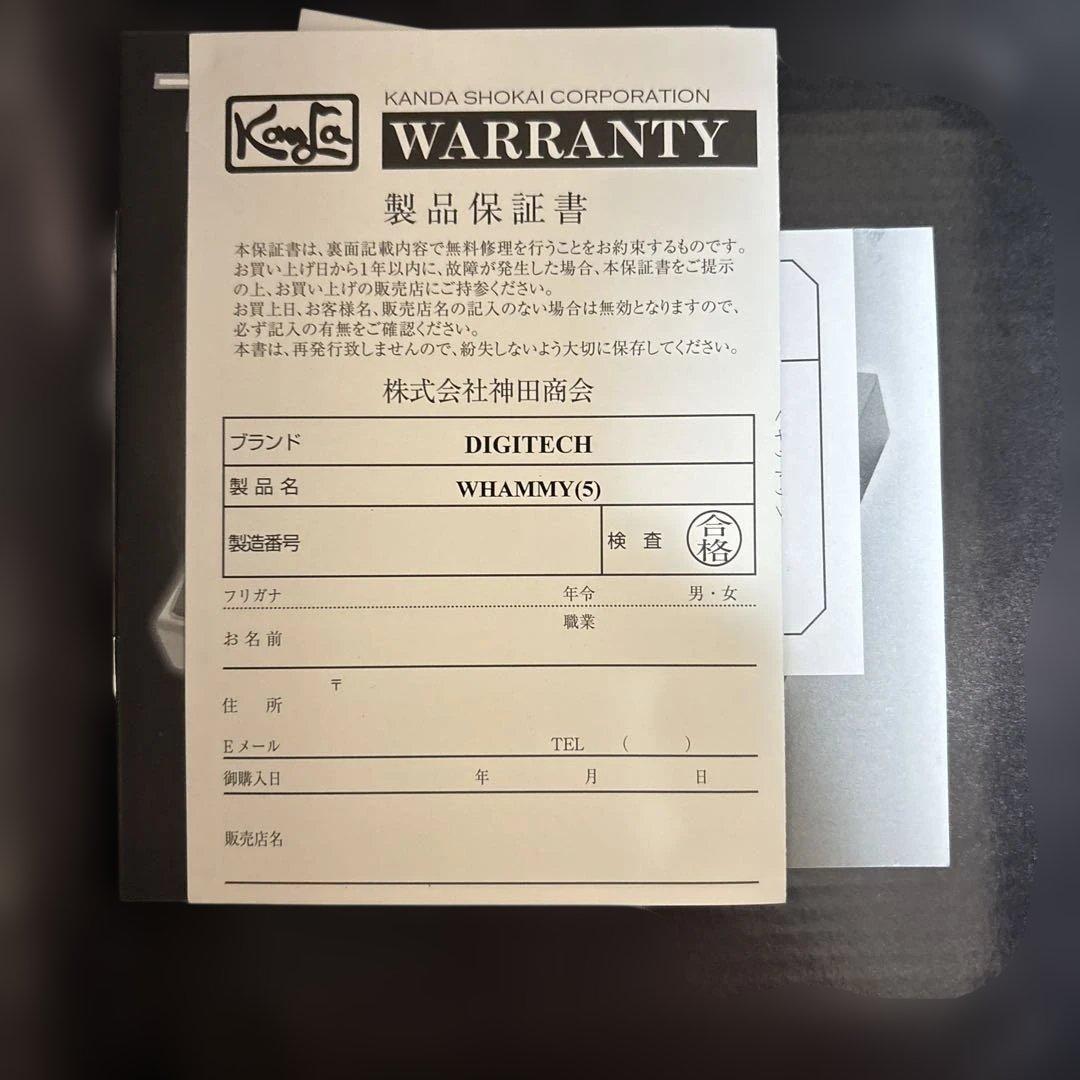 Kanda
KANDA SHOKAI CORPORATION
WARRANTY
製品保証書
本保証書は、裏面記載内容で無料修理を行うことをお約束するものです。
お買い上げ日から1年以内に、故障が発生した場合、本保証書をご提示
の上、お買い上げの販売店にご持参ください。
お買上日、お客様名、販売店名の記入のない場合は無効となりますので、
必ず記入の有無をご確認ください。
本書は、再発行致しませんので、紛失しないよう大切に保存してください。
株式会社神田商会
ブランド DIGITECH
製品名 WHAMMY(5)
製造番号 検査 合格
フリガナ 年令 男・女
職業
お名前
〒
住所
Eメール TEL ( )
御購入日 年 月 日
販売店名